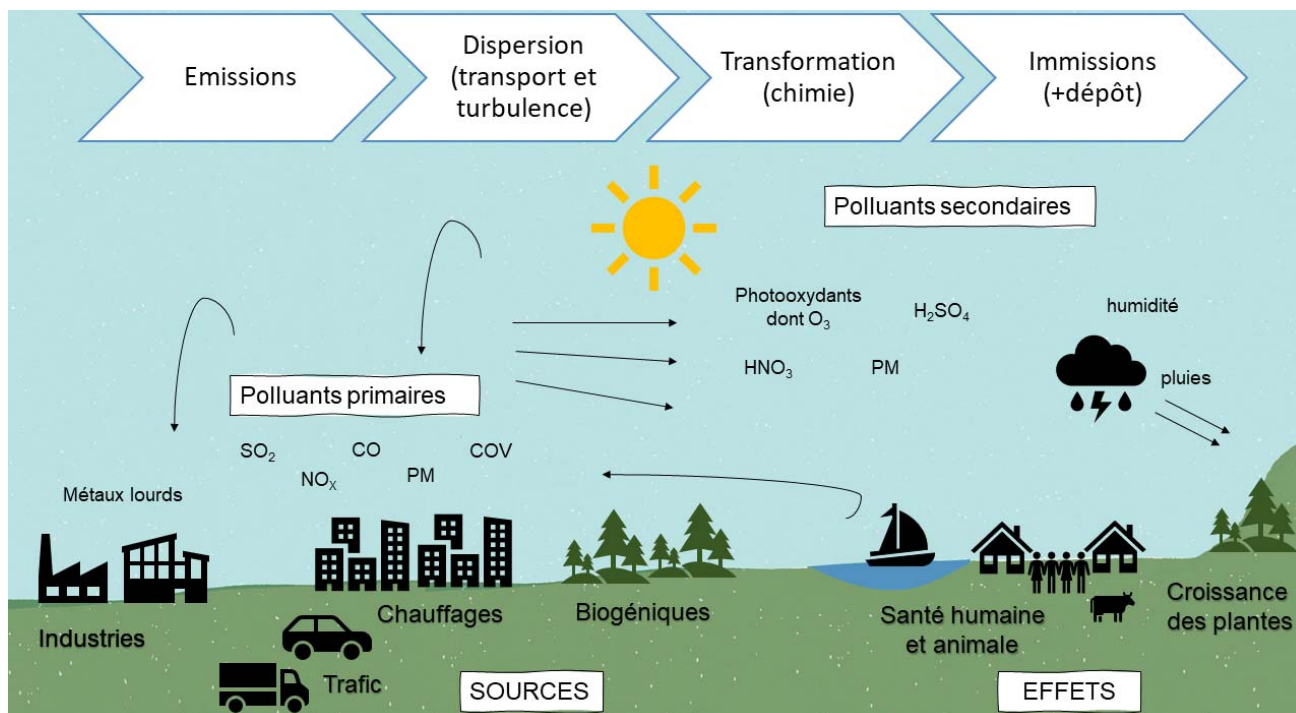 Emissions
Dispersion
(transport et
turbulence)
Transformation
(chimie)
Immissions
(+dépôt)
Polluants secondaires
Photooxydants
dont O₃
H₂SO₄
humidité
HNO₃
PM
pluies
Polluants primaires
SO₂
CO
COV
NOₓ
PM
Métaux lourds
Industries
Chauffages
Trafic
Biogéniques
Santé humaine
et animale
Croissance
des plantes
SOURCES
EFFETS